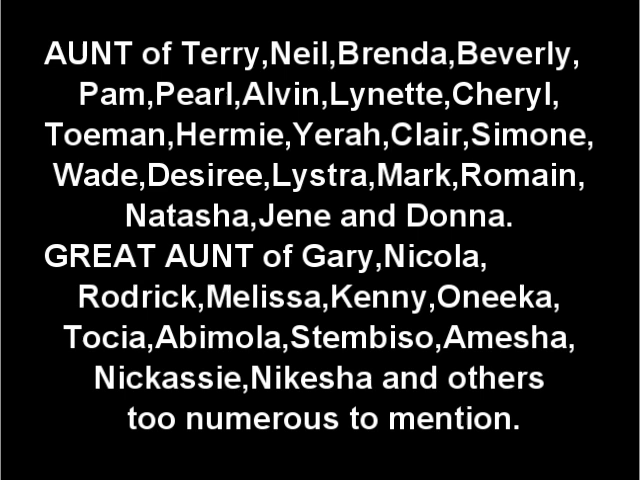 AUNT of Terry,Neil,Brenda,Beverly,
Pam,Pearl,Alvin,Lynette,Cheryl,
Toeman,Hermie,Yerah,Clair,Simone,
Wade,Desiree,Lystra,Mark,Romain,
Natasha,Jene and Donna.
GREAT AUNT of Gary,Nicola,
Rodrick,Melissa,Kenny,Oneeka,
Tocia,Abimola,Stembiso,Amesha,
Nickassie,Nikesha and others
too numerous to mention.